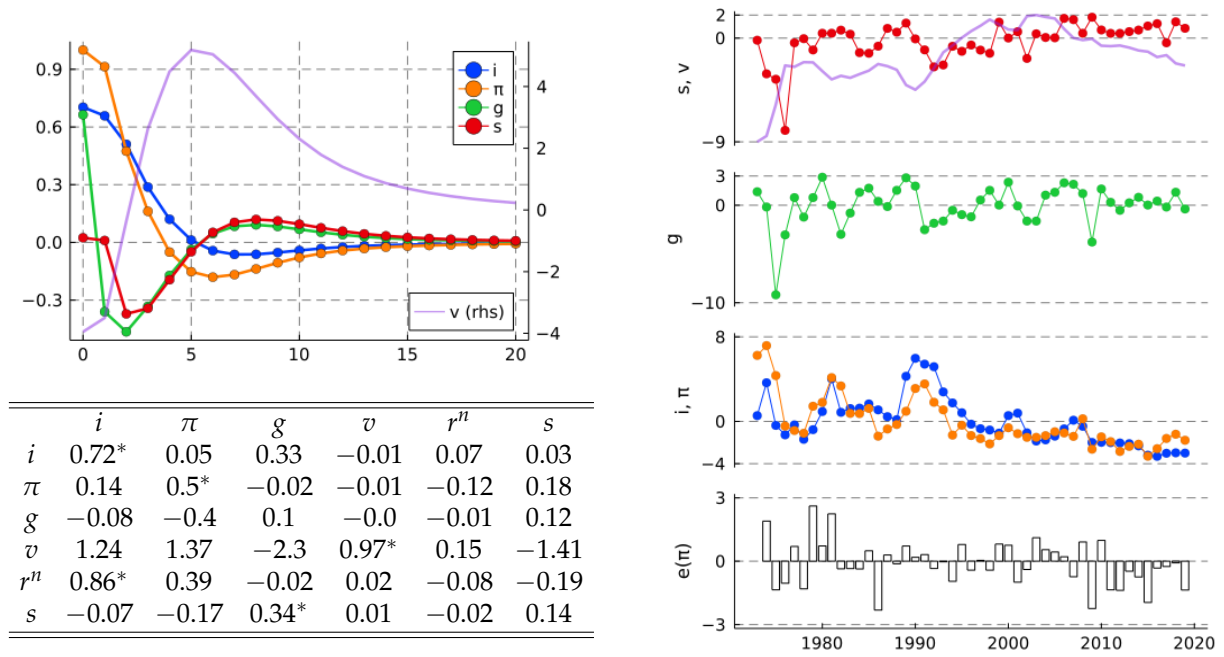 0.9
0.6
0.3
0.0
−0.3
4
2
0
−2
−4
i
π
g
s
v (rhs)
0 5 10 15 20
i π g v rⁿ s
i 0.72* 0.05 0.33 −0.01 0.07 0.03
π 0.14 0.5* −0.02 −0.01 −0.12 0.18
g −0.08 −0.4 0.1 −0.0 −0.01 0.12
v 1.24 1.37 −2.3 0.97* 0.15 −1.41
rⁿ 0.86* 0.39 −0.02 0.02 −0.08 −0.19
s −0.07 −0.17 0.34* 0.01 −0.02 0.14
s, v
2
0
−9
g
3
0
−10
i, π
8
0
−4
e(π)
3
0
−3
1980 1990 2000 2010 2020